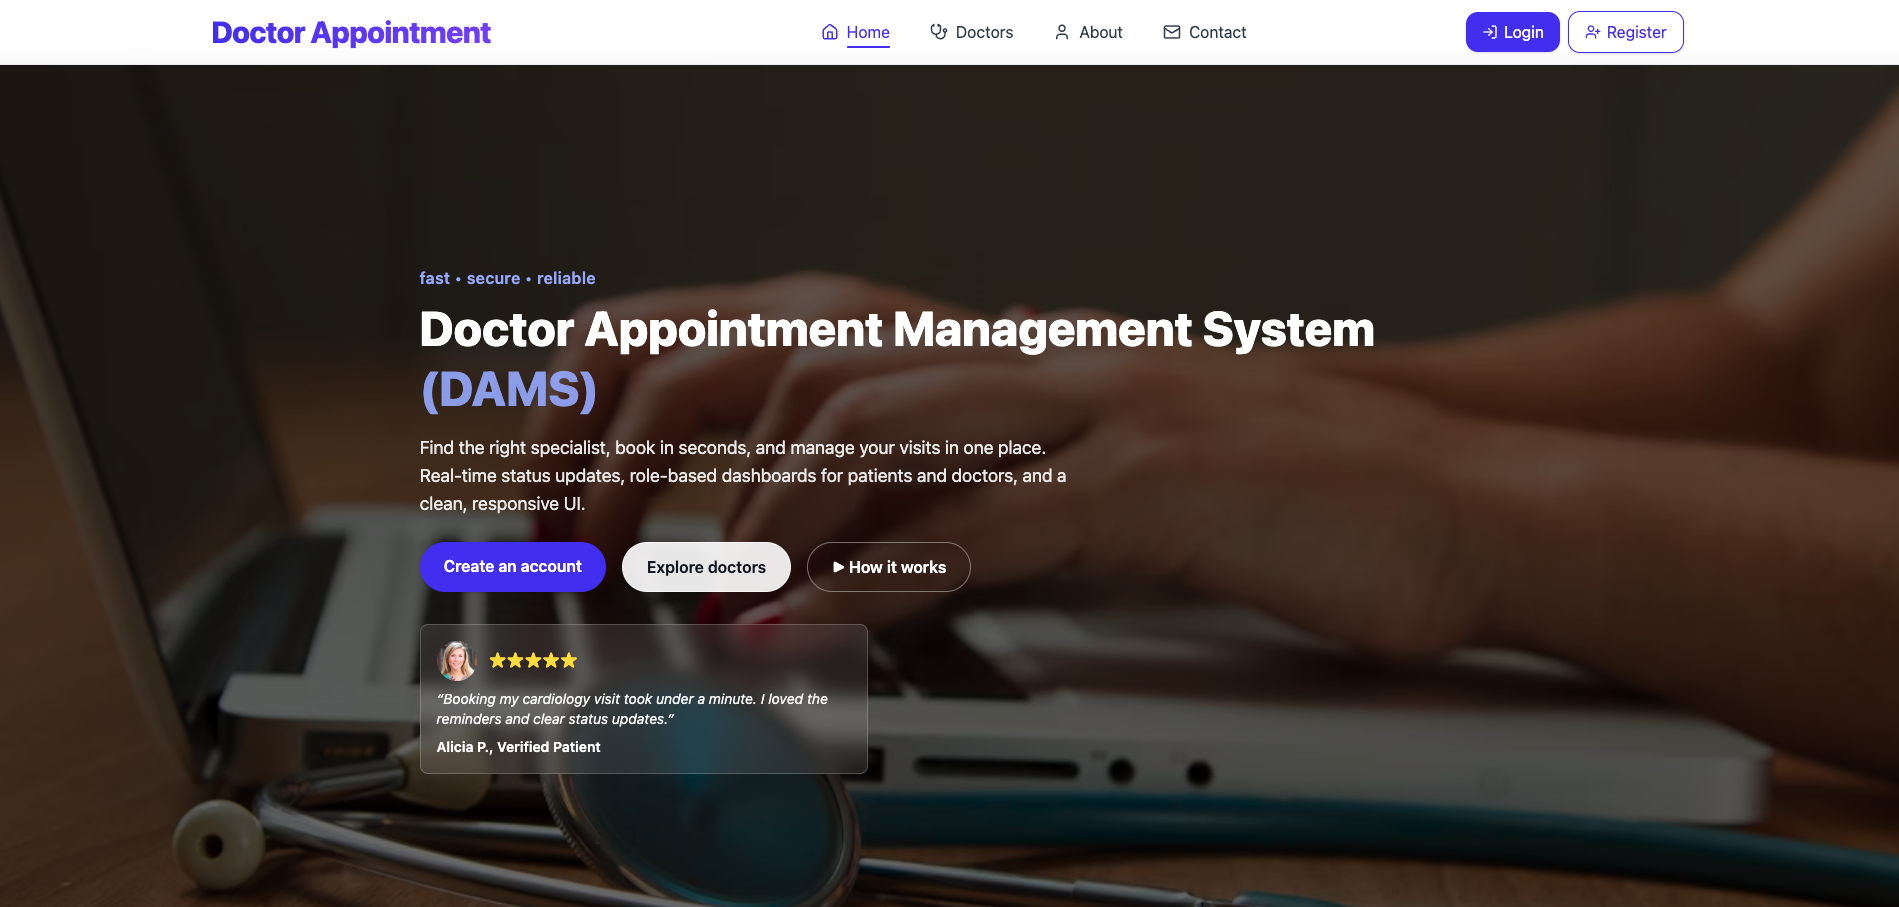 Doctor Appointment
Home
Doctors
About
Contact
Login
Register
fast • secure • reliable
Doctor Appointment Management System
(DAMS)
Find the right specialist, book in seconds, and manage your visits in one place.
Real-time status updates, role-based dashboards for patients and doctors, and a
clean, responsive UI.
Create an account
Explore doctors
How it works
“Booking my cardiology visit took under a minute. I loved the
reminders and clear status updates.”
Alicia P., Verified Patient